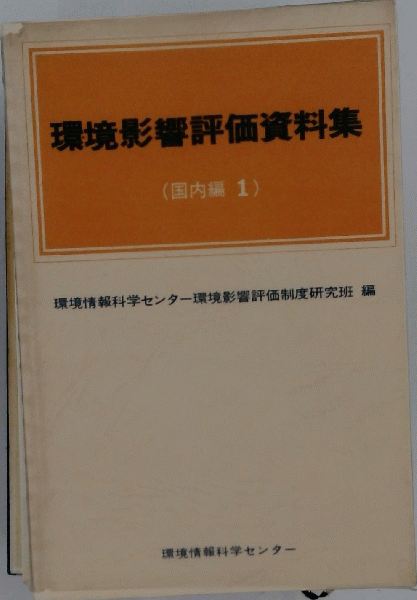 環境影響評価資料集
（国内編 1）
環境情報科学センター環境影響評価制度研究班 編
環境情報科学センター